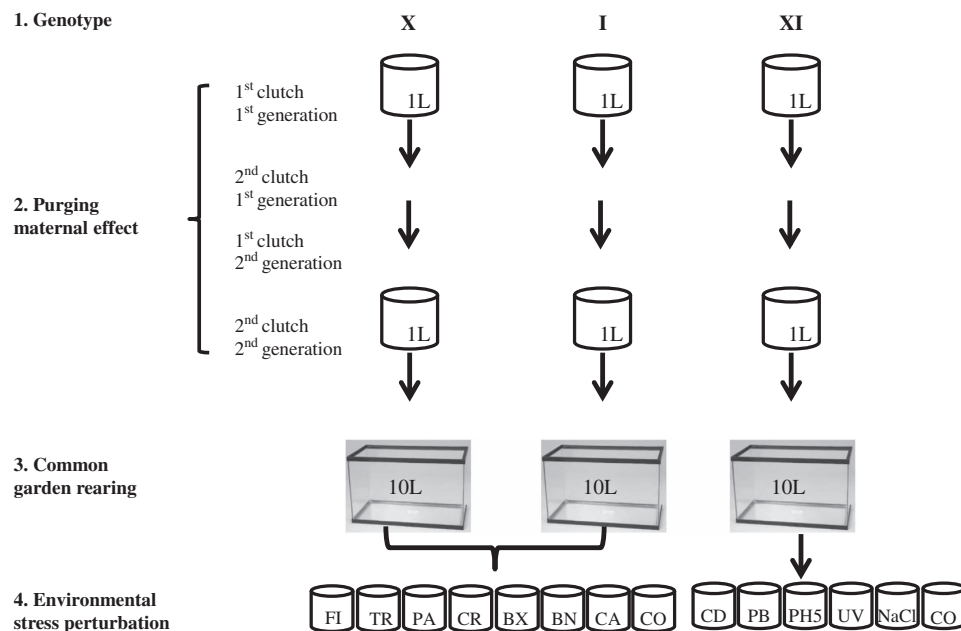 1. Genotype X I XI
1L 1L 1L
1st clutch
1st generation
2nd clutch
1st generation
2. Purging
maternal effect
1st clutch
2nd generation
1L 1L 1L
2nd clutch
2nd generation
3. Common
garden rearing
10L 10L 10L
4. Environmental
stress perturbation
FI TR PA CR BX BN CA CO CD PB PH5 UV NaCl CO